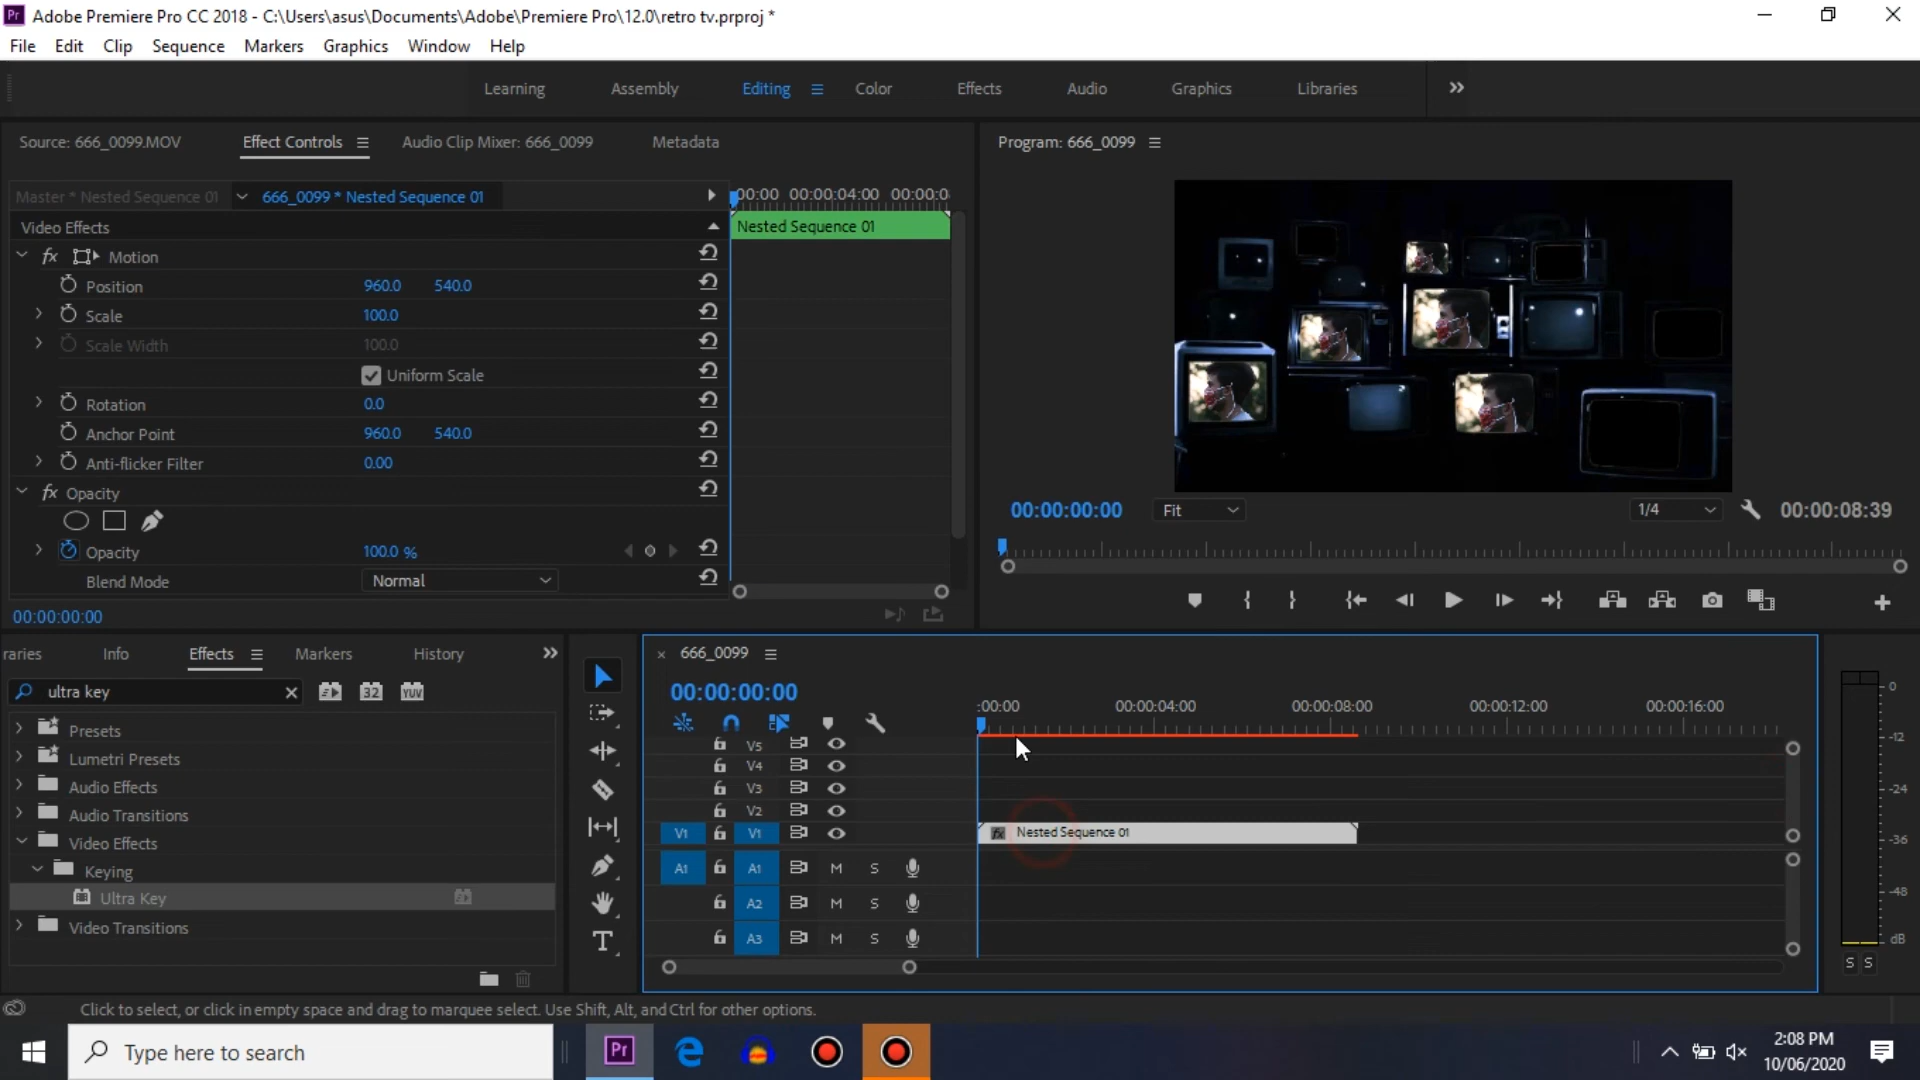 Pr Adobe Premiere Pro CC 2018 - C:\Users\asus\Documents\Adobe\Premiere Pro\12.0\retro tv.prproj *
File Edit Clip Sequence Markers Graphics Window Help
Learning Assembly Editing Color Effects Audio Graphics Libraries
Source: 666_0099.MOV Effect Controls Audio Clip Mixer: 666_0099 Metadata
Program: 666_0099
Master * Nested Sequence 01 666_0099 * Nested Sequence 01
00:00 00:00:04:00 00:00:0
Video Effects
Nested Sequence 01
fx Motion
Position 960.0 540.0
Scale 100.0
Scale Width 100.0
Uniform Scale
Rotation 0.0
Anchor Point 960.0 540.0
Anti-flicker Filter 0.00
fx Opacity
Opacity 100.0 %
Blend Mode Normal
00:00:00:00
00:00:00:00 Fit 1/4 00:00:08:39
raries Info Effects Markers History
ultra key 32 YUV
Presets
Lumetri Presets
Audio Effects
Audio Transitions
Video Effects
Keying
Ultra Key
Video Transitions
666_0099
00:00:00:00
:00:00 00:00:04:00 00:00:08:00 00:00:12:00 00:00:16:00
V5
V4
V3
V2
V1 V1 fx Nested Sequence 01
A1 A1 M S
A2 M S
A3 M S
T
0
-12
-24
-36
-48
dB
S S
Click to select, or click in empty space and drag to marquee select. Use Shift, Alt, and Ctrl for other options.
Type here to search
Pr
2:08 PM
10/06/2020